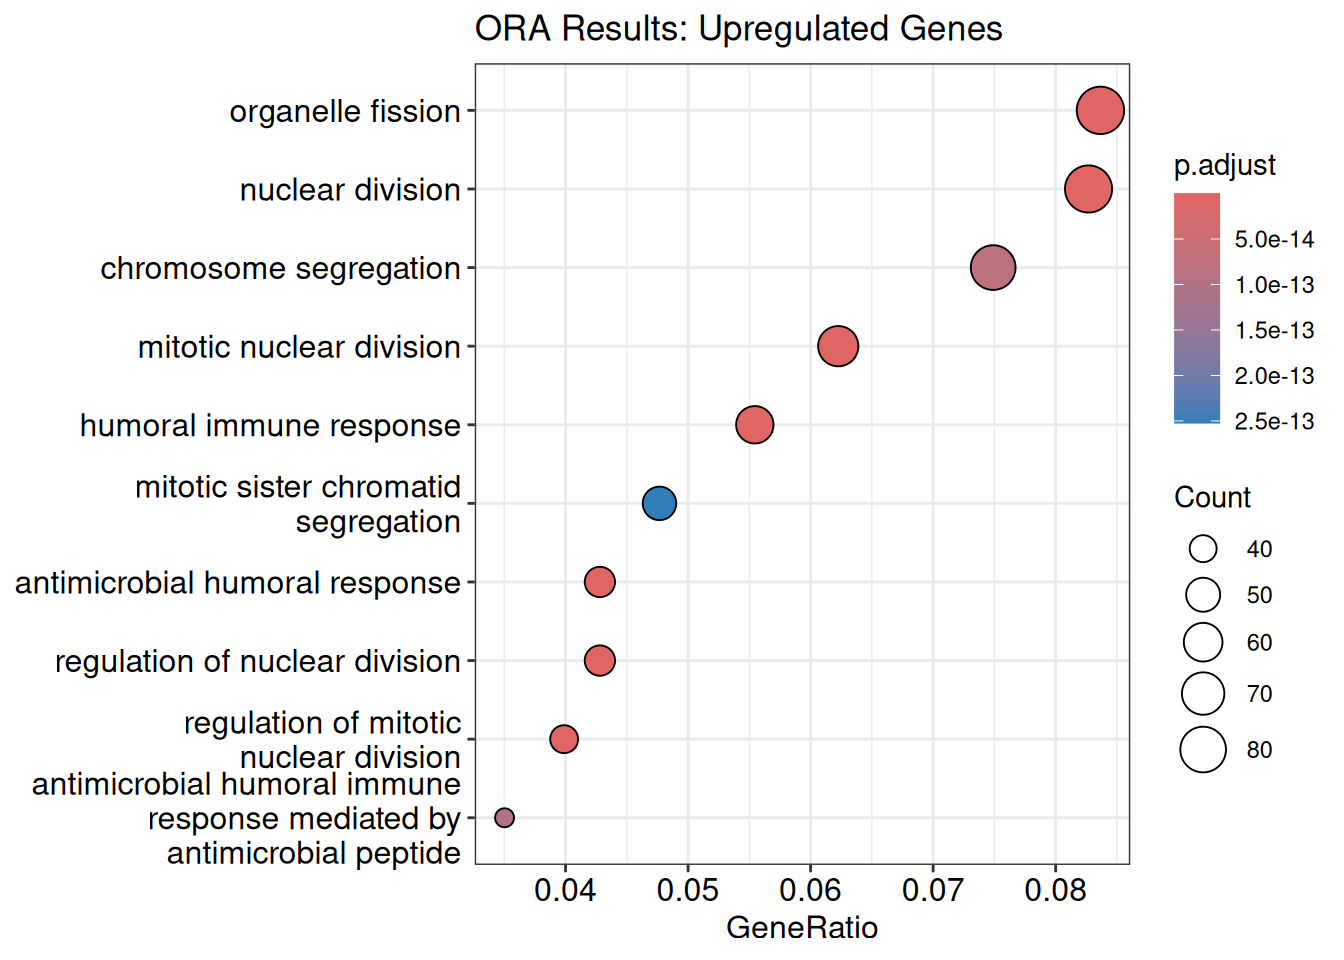 ORA Results: Upregulated Genes
organelle fission
nuclear division
chromosome segregation
mitotic nuclear division
humoral immune response
mitotic sister chromatid
segregation
antimicrobial humoral response
regulation of nuclear division
regulation of mitotic
nuclear division
antimicrobial humoral immune
response mediated by
antimicrobial peptide
0.04 0.05 0.06 0.07 0.08
GeneRatio
p.adjust
5.0e-14
1.0e-13
1.5e-13
2.0e-13
2.5e-13
Count
40
50
60
70
80